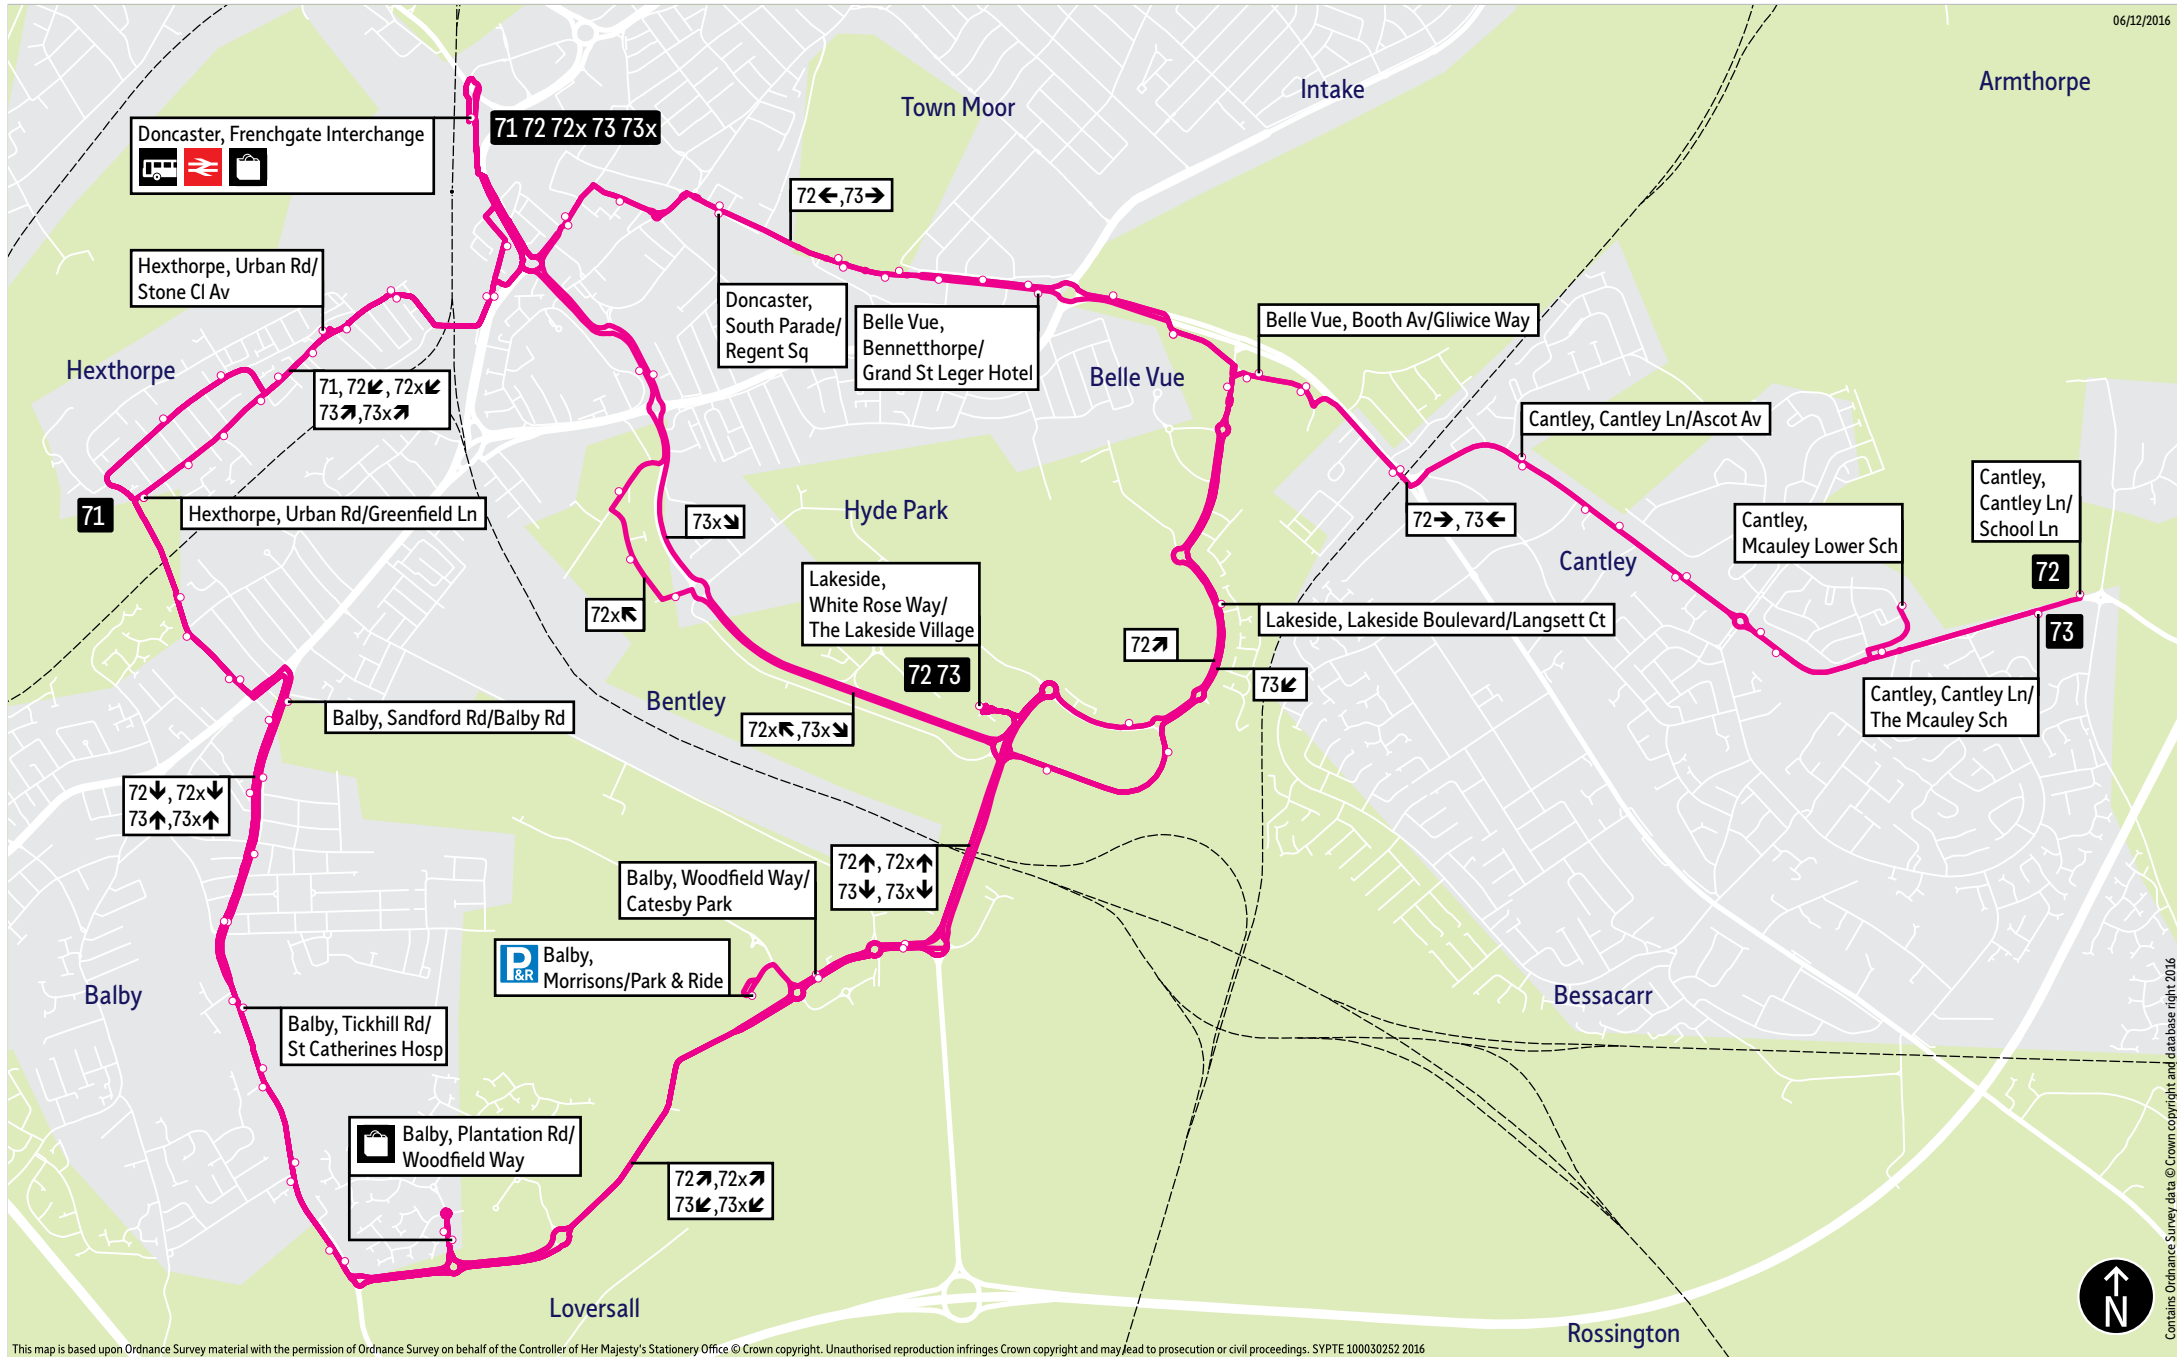 06/12/2016
Armthorpe
Intake
Town Moor
Doncaster, Frenchgate Interchange
71 72 72x 73 73x
72←,73→
Hexthorpe, Urban Rd/
Stone Cl Av
Doncaster,
South Parade/
Regent Sq
Belle Vue,
Bennetthorpe/
Grand St Leger Hotel
Belle Vue, Booth Av/Gliwice Way
Hexthorpe
Belle Vue
71, 72↙, 72x↙
73↗,73x↗
Cantley, Cantley Ln/Ascot Av
Cantley,
Cantley Ln/
School Ln
71
Hexthorpe, Urban Rd/Greenfield Ln
73x↘
Hyde Park
72→, 73←
Cantley,
Mcauley Lower Sch
Cantley
72
Lakeside,
White Rose Way/
The Lakeside Village
72x↖
Lakeside, Lakeside Boulevard/Langsett Ct
73
72↗
72 73
73↙
Bentley
Balby, Sandford Rd/Balby Rd
72x↖,73x↘
Cantley, Cantley Ln/
The Mcauley Sch
72↓, 72x↓
73↑,73x↑
72↑, 72x↑
73↓, 73x↓
Balby, Woodfield Way/
Catesby Park
P&R
Balby,
Morrisons/Park & Ride
Balby
Bessacarr
Balby, Tickhill Rd/
St Catherines Hosp
Balby, Plantation Rd/
Woodfield Way
72↗,72x↗
73↙,73x↙
Loversall
Rossington
N
This map is based upon Ordnance Survey material with the permission of Ordnance Survey on behalf of the Controller of Her Majesty's Stationery Office © Crown copyright. Unauthorised reproduction infringes Crown copyright and may lead to prosecution or civil proceedings. SYPTE 100030252 2016
Contains Ordnance Survey data © Crown copyright and database right 2016